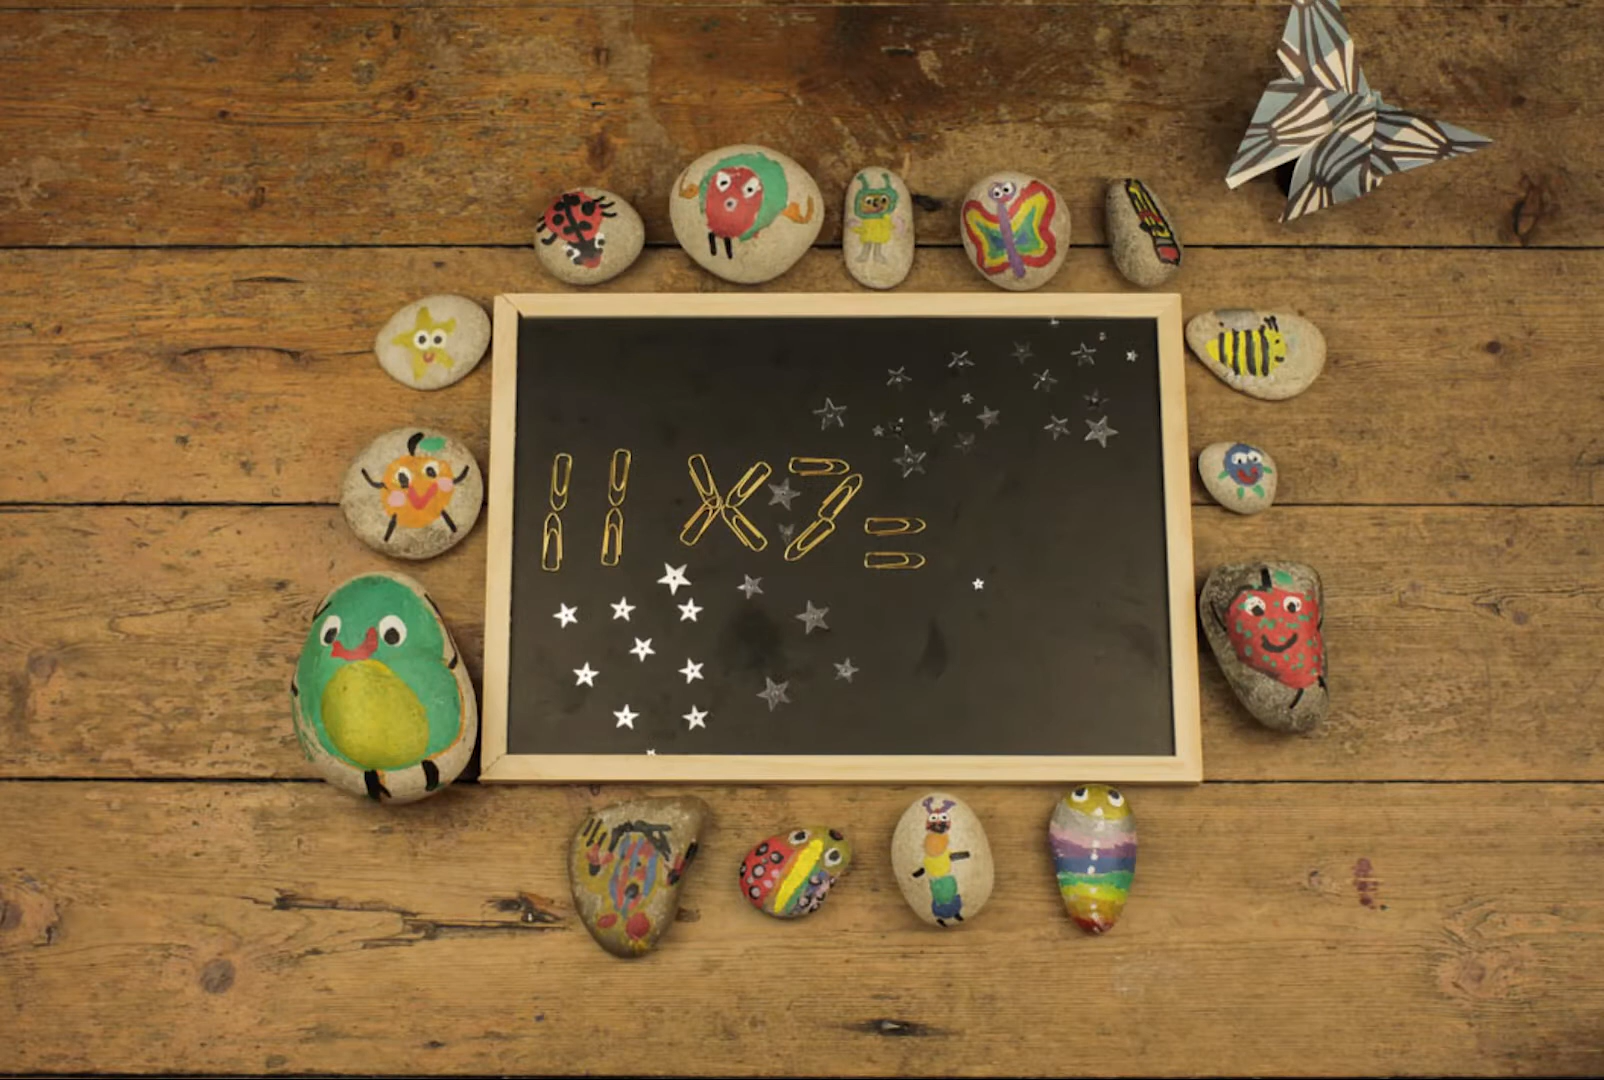 11 x 7 =